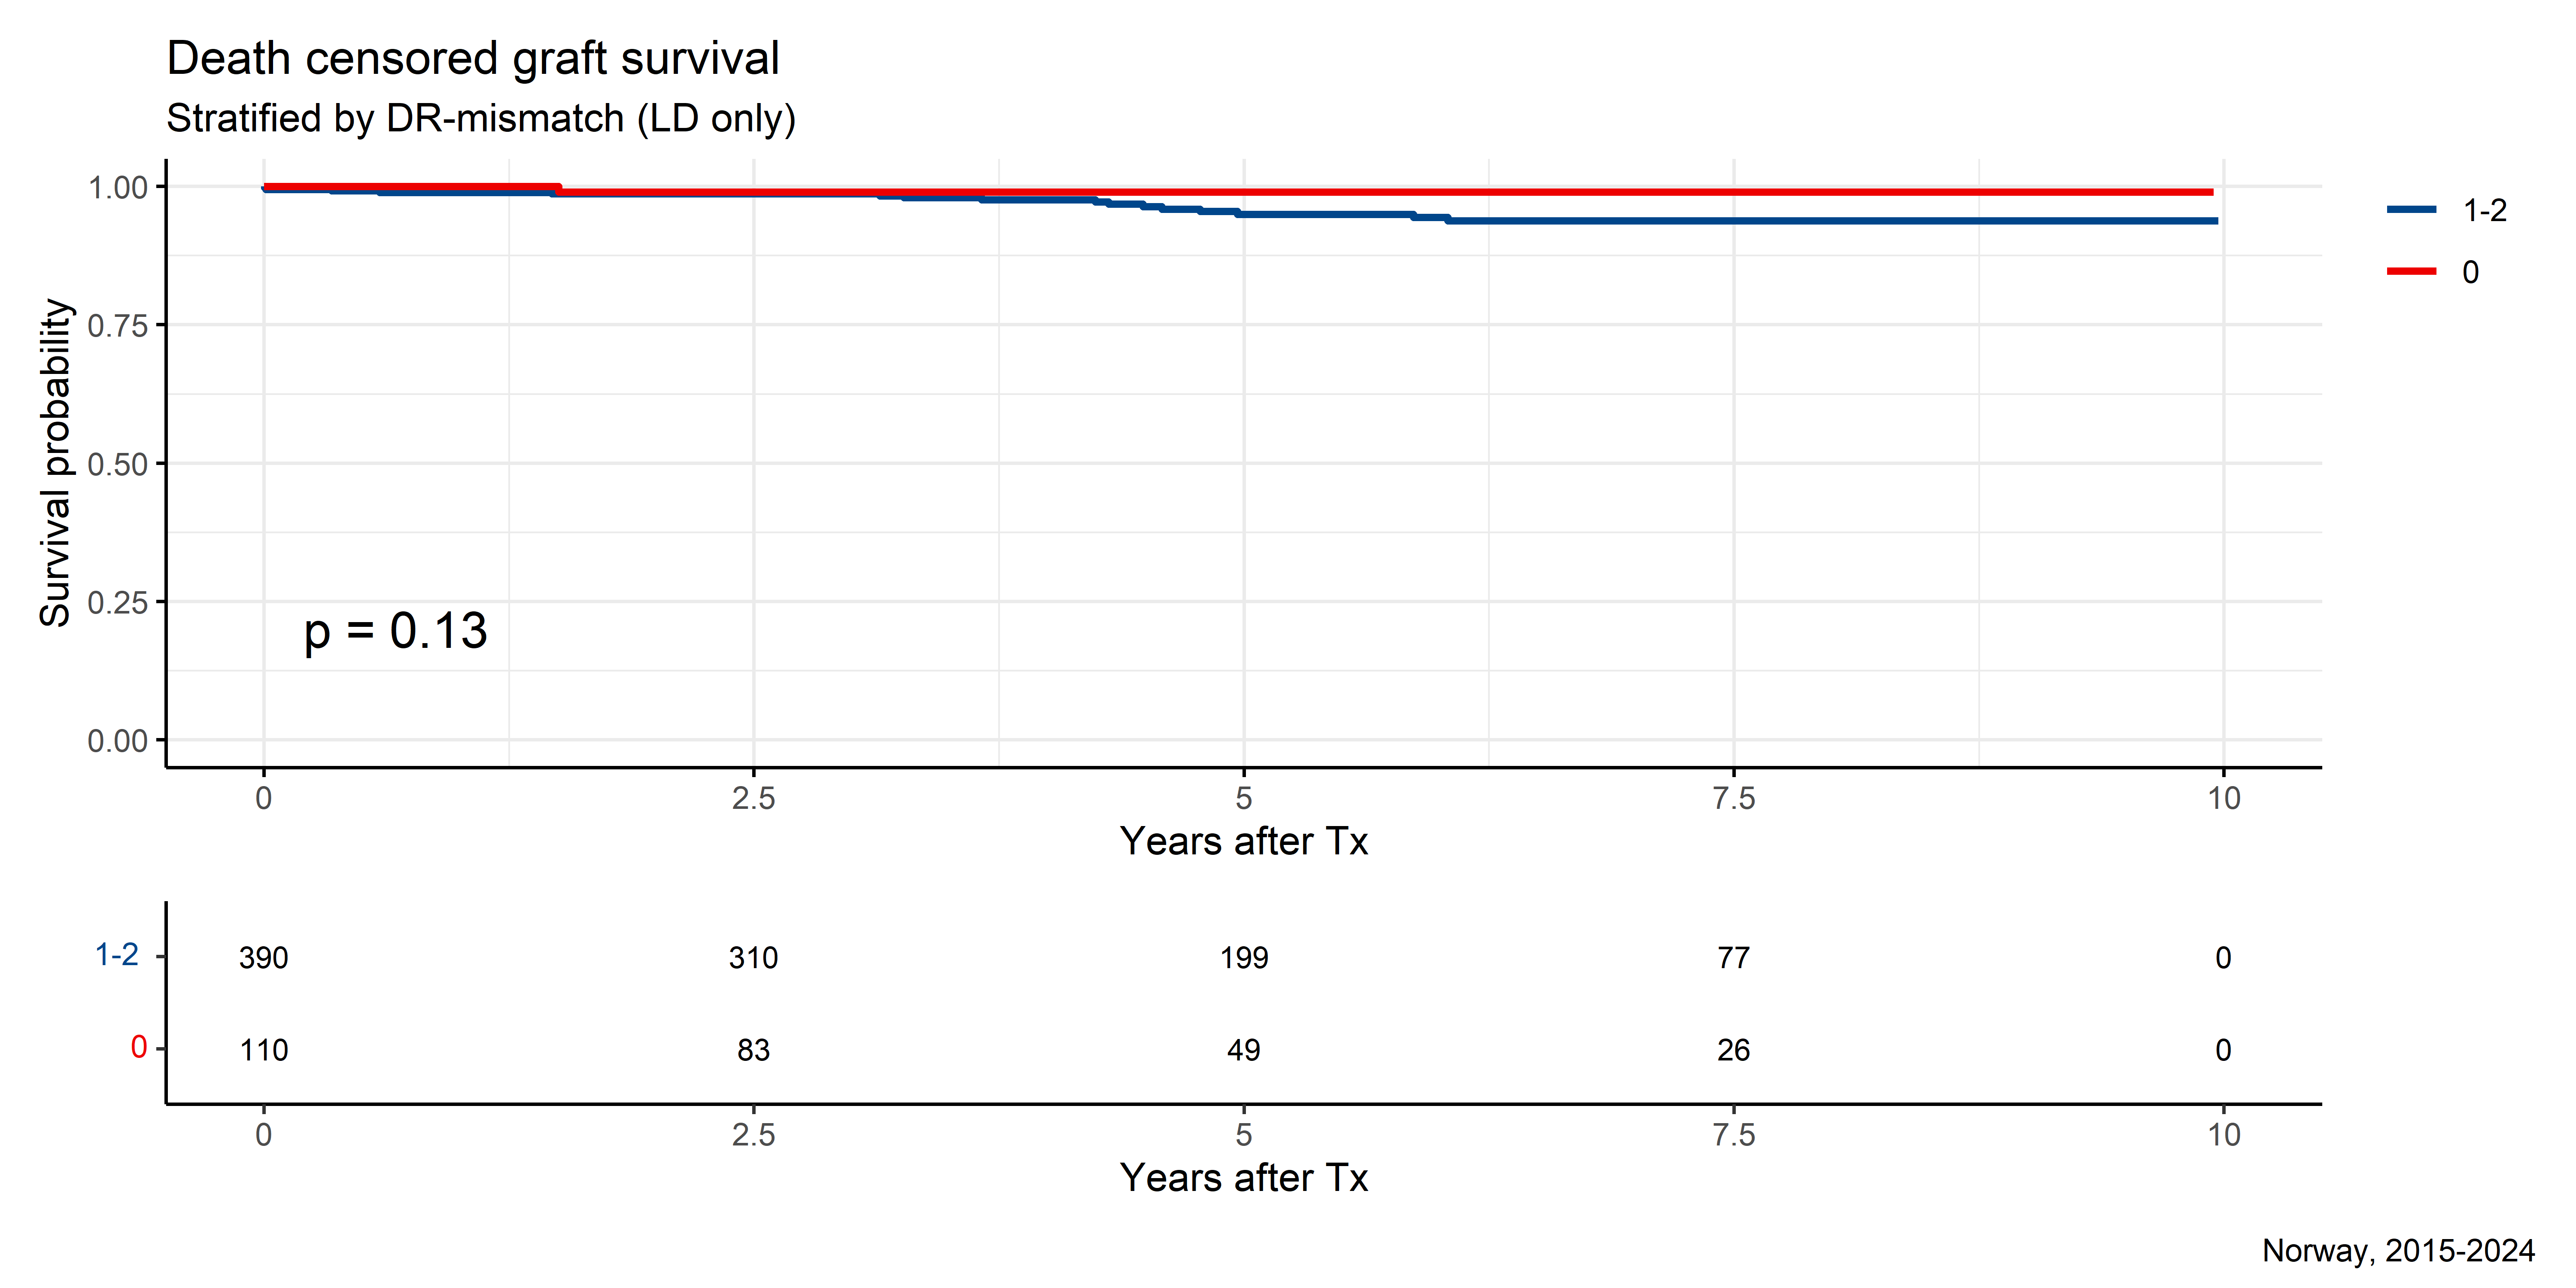 Death censored graft survival
Stratified by DR-mismatch (LD only)
1.00
0.75
0.50
0.25
0.00
Survival probability
p = 0.13
1-2
0
0 2.5 5 7.5 10
Years after Tx
1-2 390 310 199 77 0
0 110 83 49 26 0
0 2.5 5 7.5 10
Years after Tx
Norway, 2015-2024